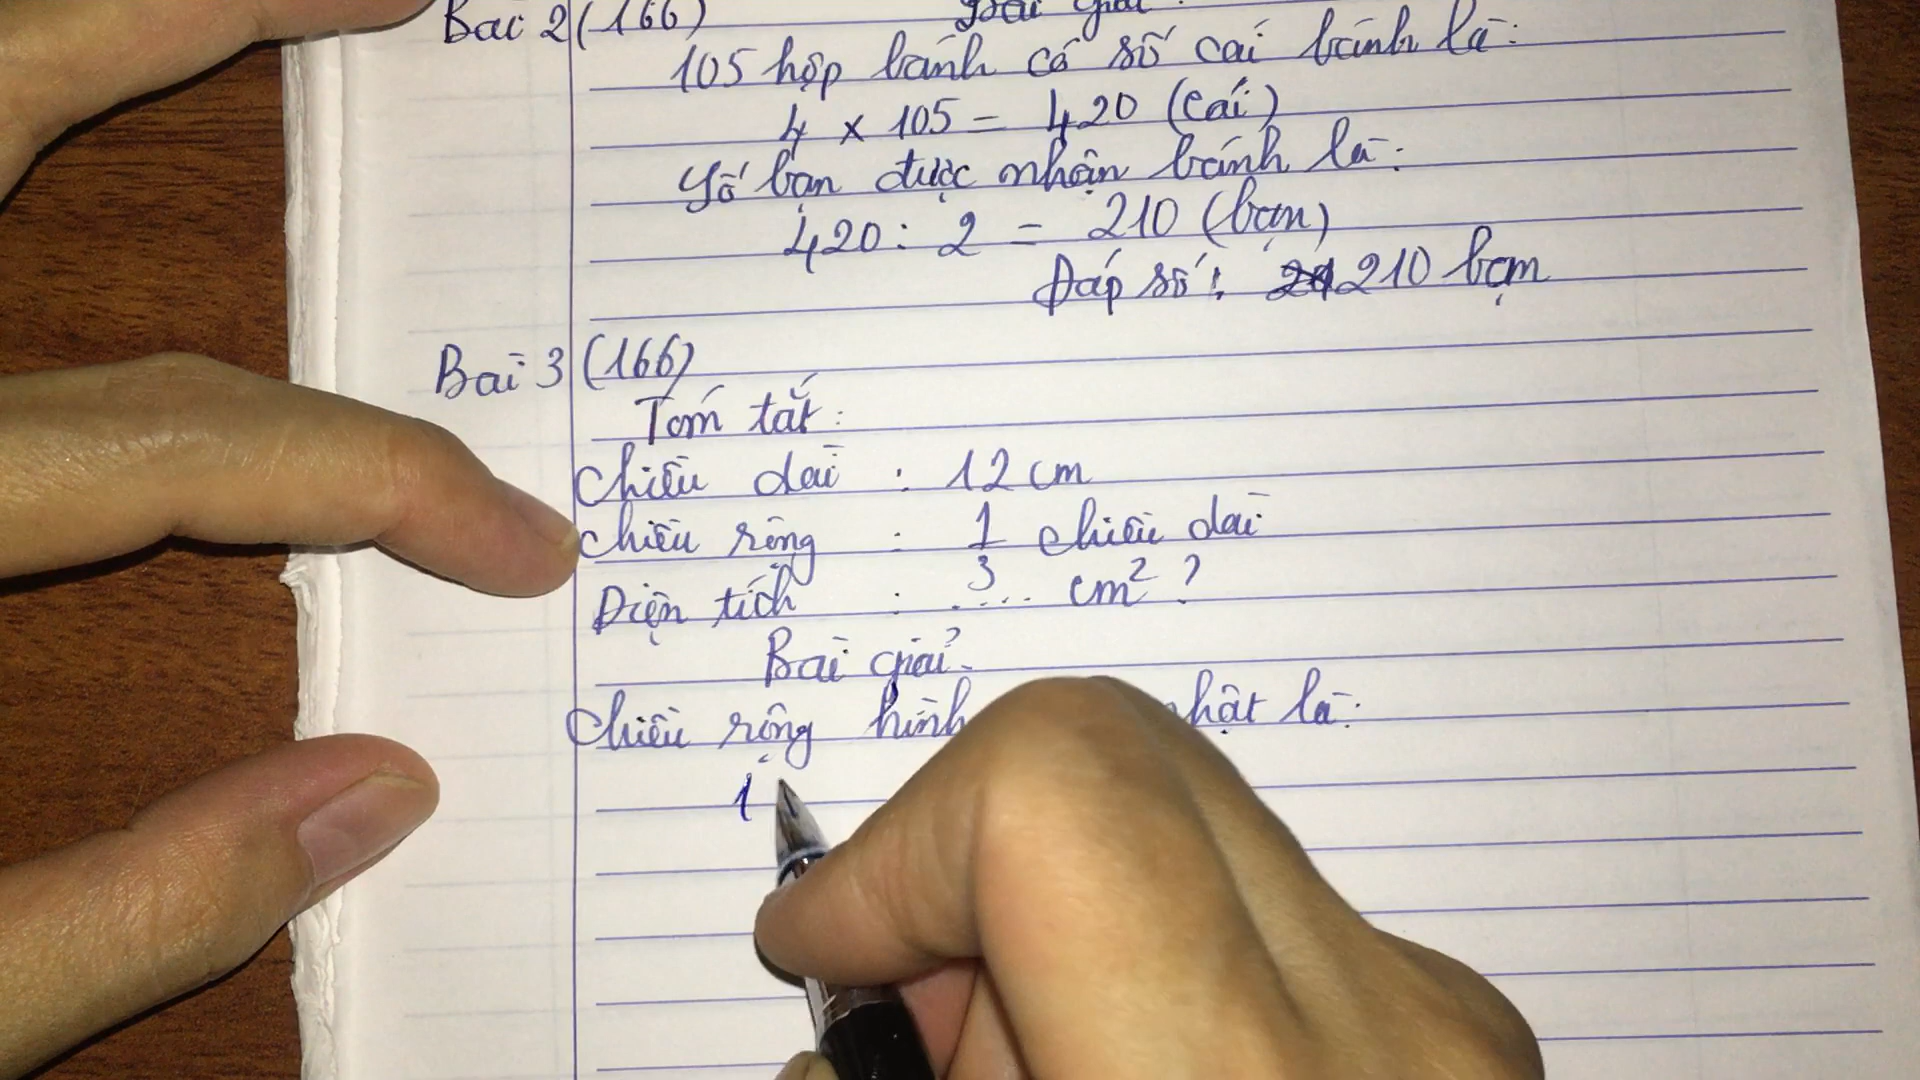 Bài 2 (166) Bài giải:
105 hộp bánh có số cái bánh là:
4 x 105 = 420 (cái)
Số bạn được nhận bánh là:
420 : 2 = 210 (bạn)
Đáp số: 210 bạn
Bài 3 (166)
Tóm tắt:
Chiều dài : 12 cm
Chiều rộng : 1/3 chiều dài
Diện tích : .... cm² ?
Bài giải
Chiều rộng hình nhật là:
1